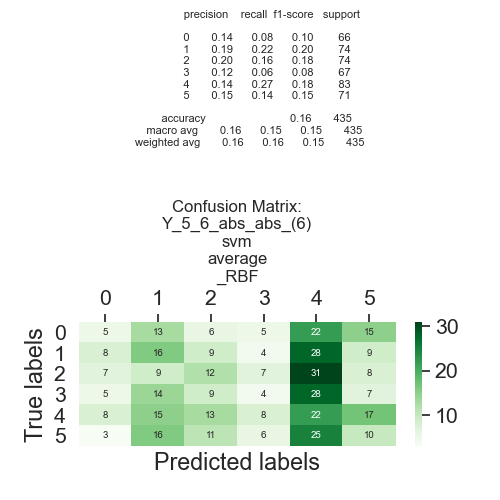 precision recall f1-score support
0 0.14 0.08 0.10 66
1 0.19 0.22 0.20 74
2 0.20 0.16 0.18 74
3 0.12 0.06 0.08 67
4 0.14 0.27 0.18 83
5 0.15 0.14 0.15 71
accuracy 0.16 435
macro avg 0.16 0.15 0.15 435
weighted avg 0.16 0.16 0.15 435
Confusion Matrix:
Y_5_6_abs_abs_(6)
svm
average
_RBF
0 1 2 3 4 5
0 5 13 6 5 22 15
1 8 16 9 4 28 9
2 7 9 12 7 31 8
3 5 14 9 4 28 7
4 8 15 13 8 22 17
5 3 16 11 6 25 10
True labels
Predicted labels
30
20
10